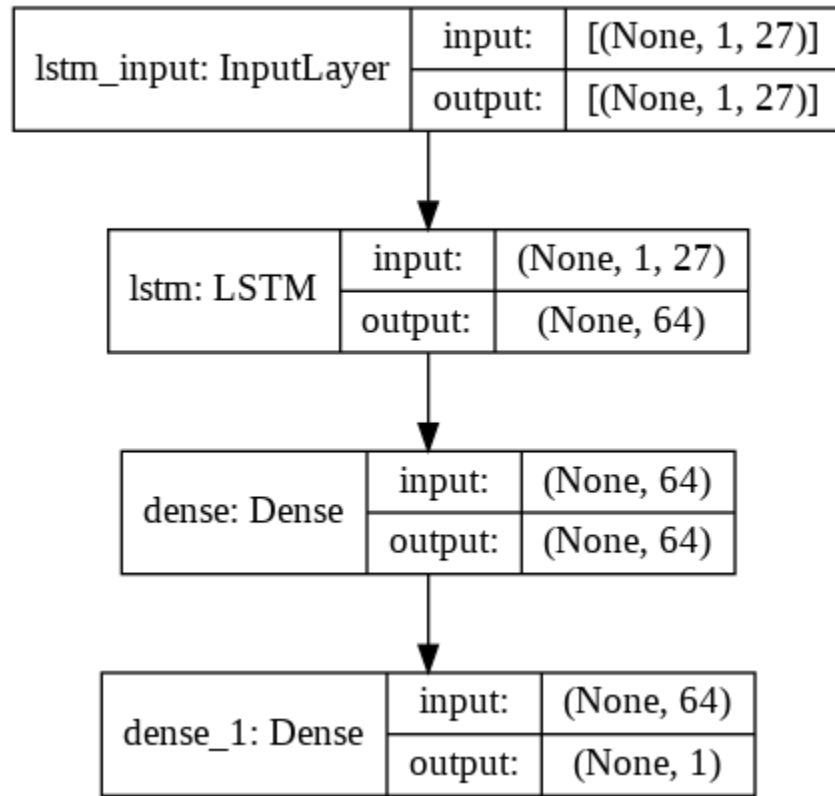 lstm_input: InputLayer
input:
[(None, 1, 27)]
output:
[(None, 1, 27)]
lstm: LSTM
input:
(None, 1, 27)
output:
(None, 64)
dense: Dense
input:
(None, 64)
output:
(None, 64)
dense_1: Dense
input:
(None, 64)
output:
(None, 1)